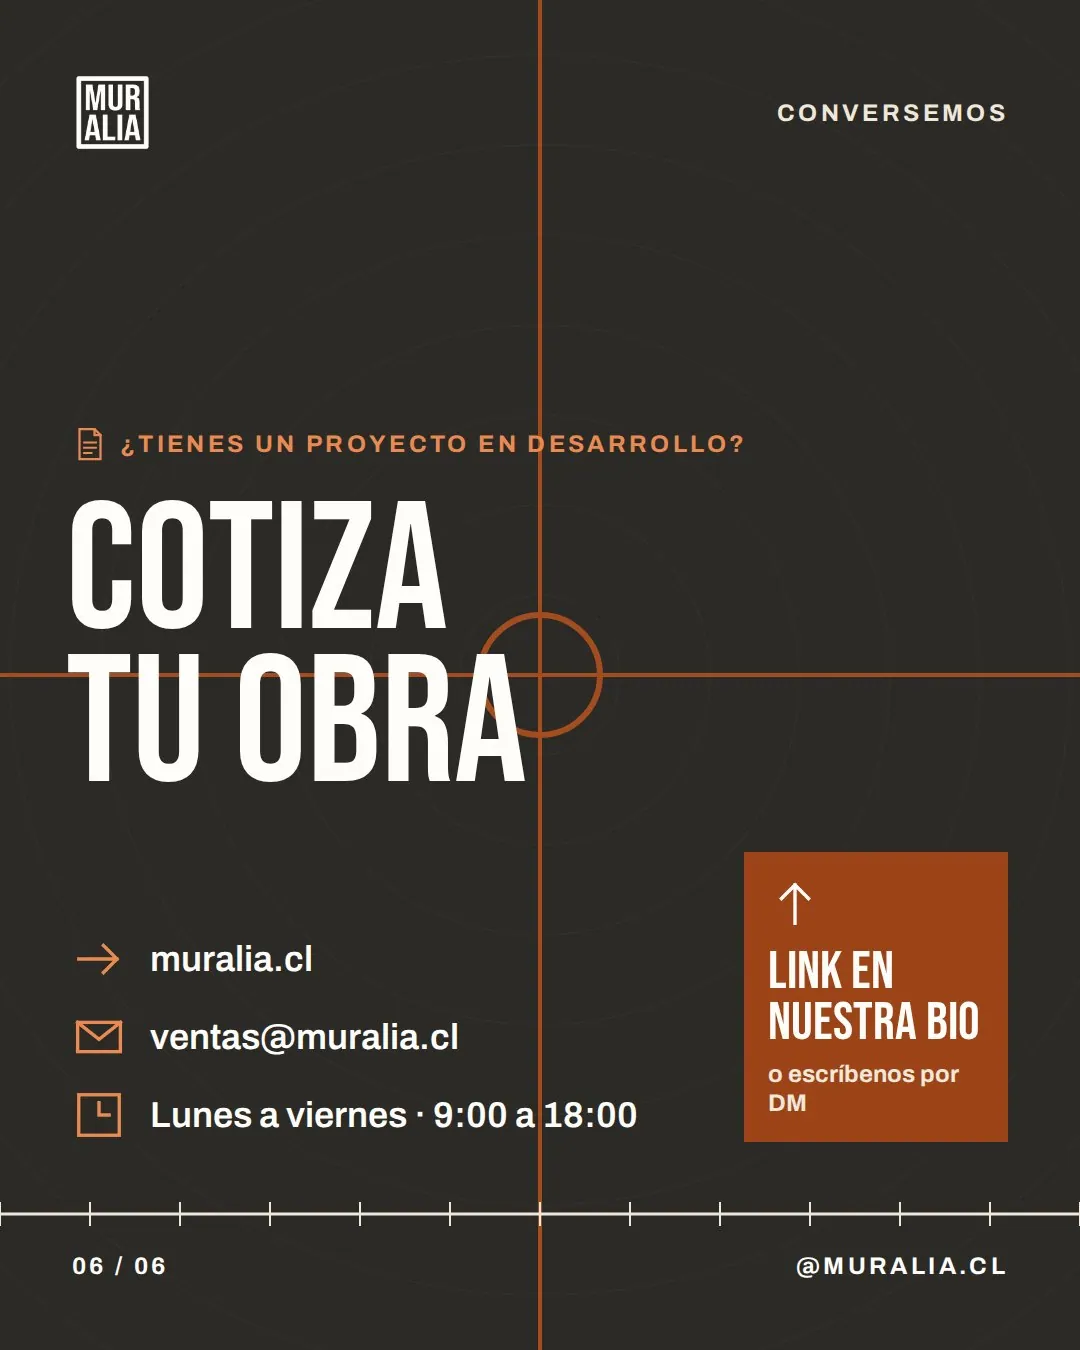 MUR
ALIA
CONVERSEMOS
¿TIENES UN PROYECTO EN DESARROLLO?
COTIZA
TU OBRA
muralia.cl
ventas@muralia.cl
Lunes a viernes · 9:00 a 18:00
LINK EN
NUESTRA BIO
o escríbenos por
DM
06 / 06
@MURALIA.CL